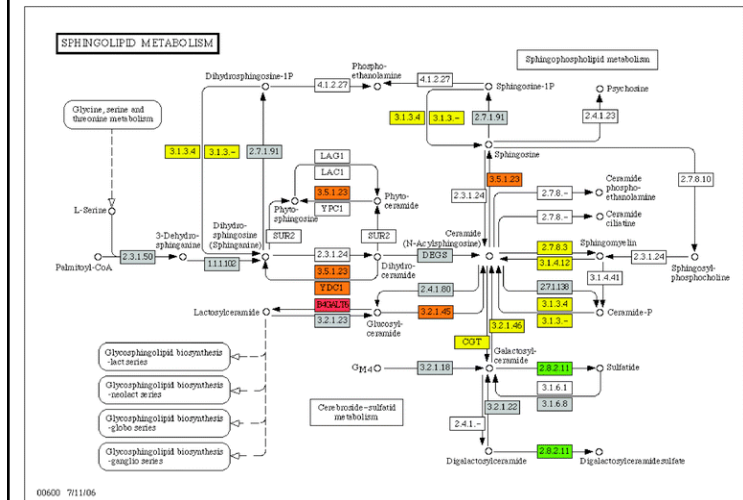 SPHINGOLIPID METABOLISM
Sphingophospholipid metabolism
Phospho-
ethanolamine
Dihydrosphingosine-1P
4.1.2.27
4.1.2.27
Sphingosine-1P
Psychosine
Glycine, serine and
threonine metabolism
3.1.3.4
3.1.3.-
2.7.1.91
3.1.3.4
3.1.3.-
2.7.1.91
2.4.1.23
Sphingosine
LAG1
LAC1
3.5.1.23
YPC1
Phyto-
sphingosine
Phyto-
ceramide
3.5.1.23
2.3.1.24
2.7.8.-
Ceramide
phospho-
ethanolamine
2.7.8.10
L-Serine
3-Dehydro-
sphinganine
Dihydro-
sphingosine
(Sphinganine)
SUR2
SUR2
Ceramide
(N-Acylsphingosine)
2.7.8.-
Ceramide
ciliatine
Palmitoyl-CoA
2.3.1.50
1.1.1.102
2.3.1.24
3.5.1.23
YDC1
Dihydro-
ceramide
DEGS
2.7.8.3
3.1.4.12
Sphingomyelin
2.3.1.24
Sphingosyl-
phosphocholine
3.1.4.41
2.4.1.80
2.7.1.138
3.1.3.4
3.1.3.-
Ceramide-P
Lactosylceramide
B4GALT6
3.2.1.23
Glucosyl-
ceramide
3.2.1.45
3.2.1.46
CGT
Galactosyl-
ceramide
Glycosphingolipid biosynthesis
-lact series
Glycosphingolipid biosynthesis
-neolact series
Glycosphingolipid biosynthesis
-globo series
Glycosphingolipid biosynthesis
-ganglio series
GM4
3.2.1.18
2.8.2.11
Sulfatide
3.1.6.1
3.1.6.8
Cerebroside-sulfatid
metabolism
3.2.1.22
2.4.1.-
2.8.2.11
Digalactosylceramide
Digalactosylceramidesulfate
00600 7/11/06